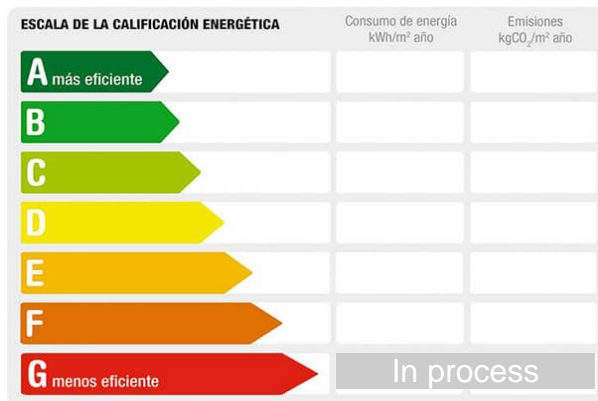 ESCALA DE LA CALIFICACIÓN ENERGÉTICA
Consumo de energía
kWh/m² año
Emisiones
kgCO₂/m² año
A más eficiente
B
C
D
E
F
G menos eficiente
In process